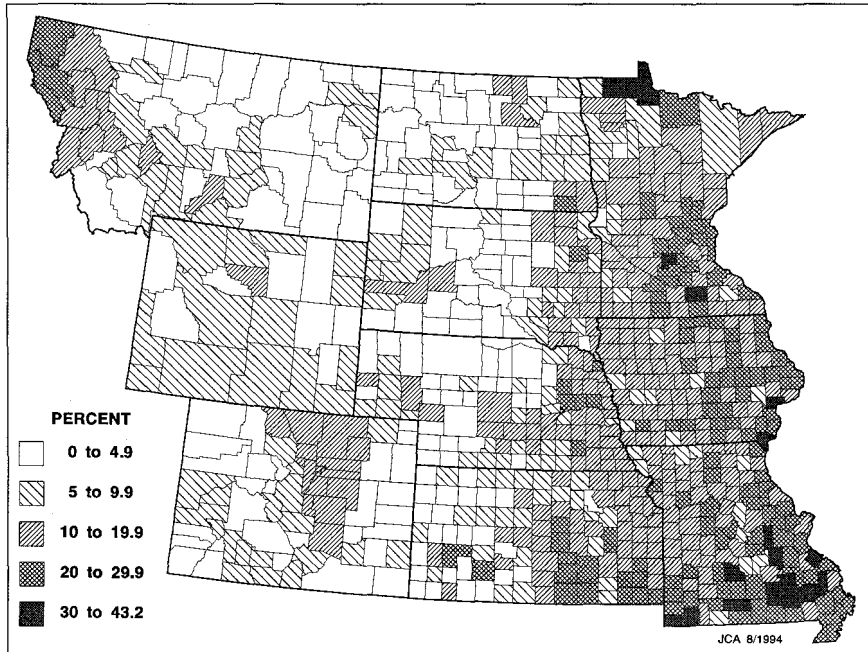 PERCENT
0 to 4.9
5 to 9.9
10 to 19.9
20 to 29.9
30 to 43.2
JCA 8/1994